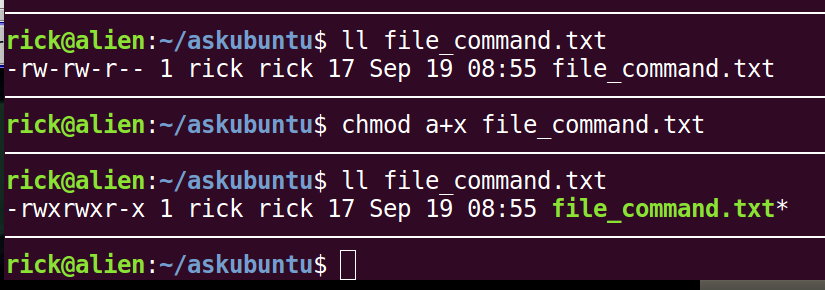 rick@alien:~/askubuntu$ ll file_command.txt
-rw-rw-r-- 1 rick rick 17 Sep 19 08:55 file_command.txt
rick@alien:~/askubuntu$ chmod a+x file_command.txt
rick@alien:~/askubuntu$ ll file_command.txt
-rwxrwxr-x 1 rick rick 17 Sep 19 08:55 file_command.txt*
rick@alien:~/askubuntu$